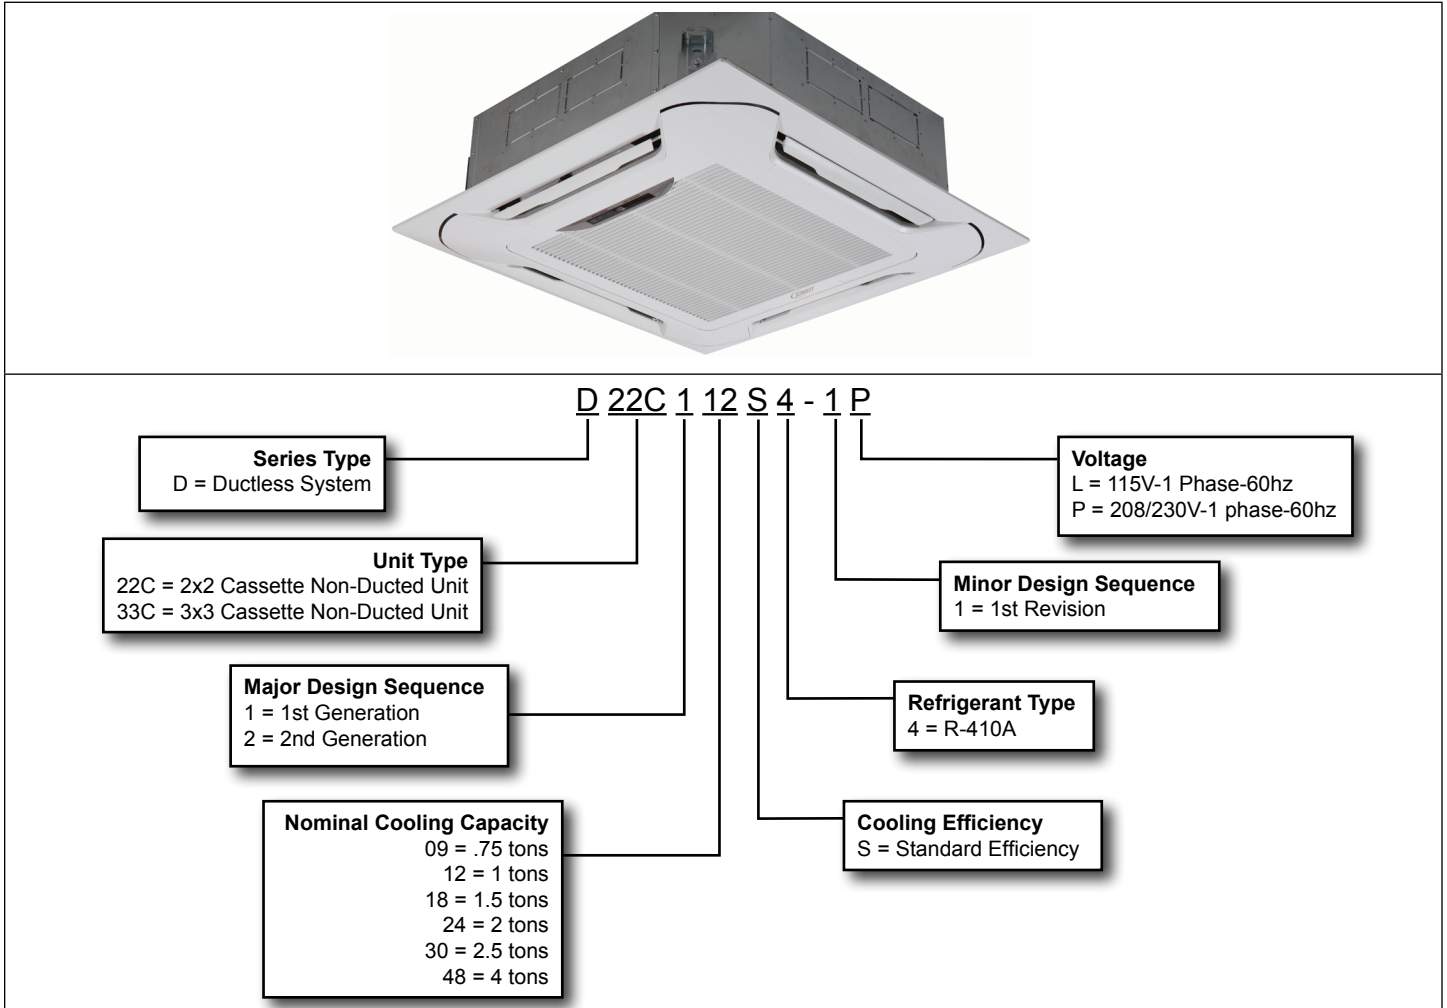 D 22C 1 12 S 4 - 1 P
Series Type
D = Ductless System
Unit Type
22C = 2x2 Cassette Non-Ducted Unit
33C = 3x3 Cassette Non-Ducted Unit
Major Design Sequence
1 = 1st Generation
2 = 2nd Generation
Nominal Cooling Capacity
09 = .75 tons
12 = 1 tons
18 = 1.5 tons
24 = 2 tons
30 = 2.5 tons
48 = 4 tons
Voltage
L = 115V-1 Phase-60hz
P = 208/230V-1 phase-60hz
Minor Design Sequence
1 = 1st Revision
Refrigerant Type
4 = R-410A
Cooling Efficiency
S = Standard Efficiency